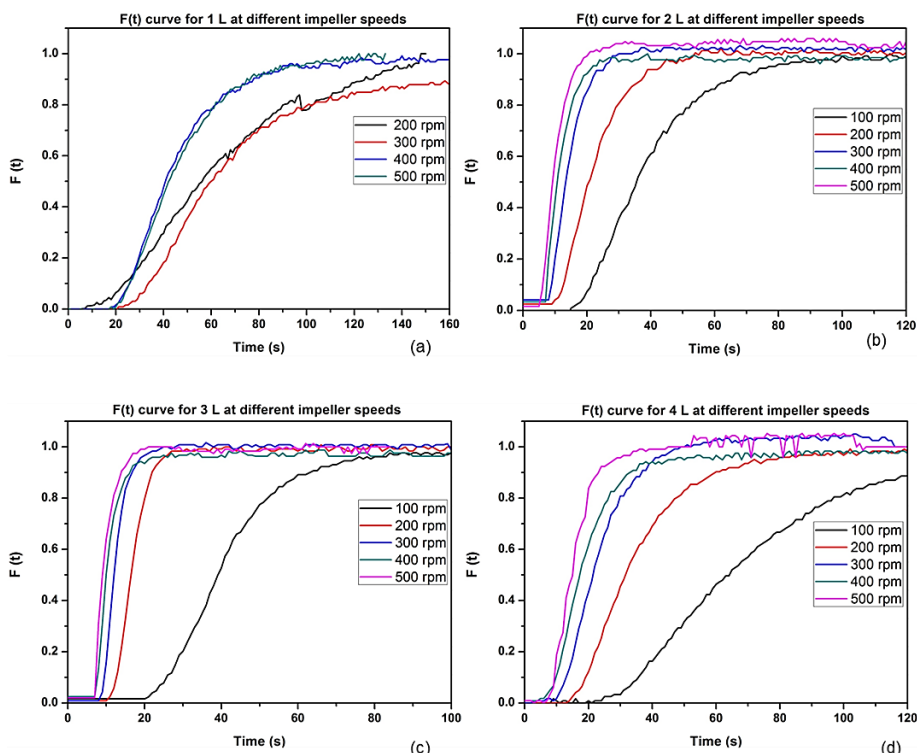 F(t) curve for 1 L at different impeller speeds
F (t)
1.0
0.8
0.6
0.4
0.2
0.0
200 rpm
300 rpm
400 rpm
500 rpm
0 20 40 60 80 100 120 140 160
Time (s)
(a)
F(t) curve for 2 L at different impeller speeds
F (t)
1.0
0.8
0.6
0.4
0.2
0.0
100 rpm
200 rpm
300 rpm
400 rpm
500 rpm
0 20 40 60 80 100 120
Time (s)
(b)
F(t) curve for 3 L at different impeller speeds
F (t)
1.0
0.8
0.6
0.4
0.2
0.0
100 rpm
200 rpm
300 rpm
400 rpm
500 rpm
0 20 40 60 80 100
Time (s)
(c)
F(t) curve for 4 L at different impeller speeds
F (t)
1.0
0.8
0.6
0.4
0.2
0.0
100 rpm
200 rpm
300 rpm
400 rpm
500 rpm
0 20 40 60 80 100 120
Time (s)
(d)